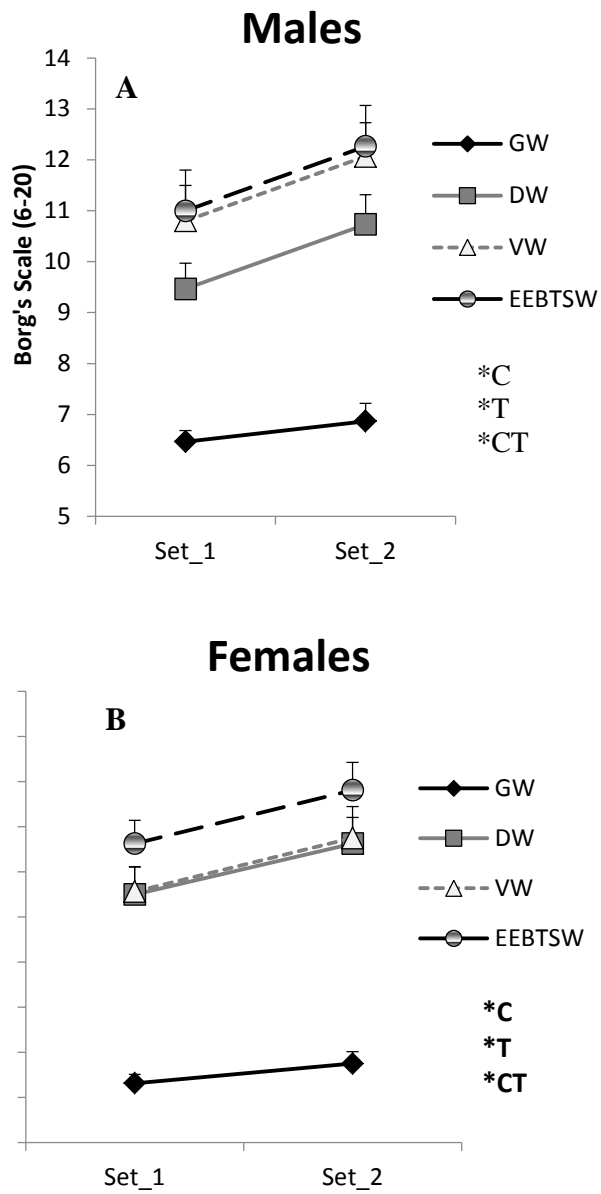 Males
A
14
13
12
11
10
9
8
7
6
5
Borg's Scale (6-20)
Set_1 Set_2
GW
DW
VW
EEBTSW
*C
*T
*CT
Females
B
GW
DW
VW
EEBTSW
*C
*T
*CT
Set_1 Set_2